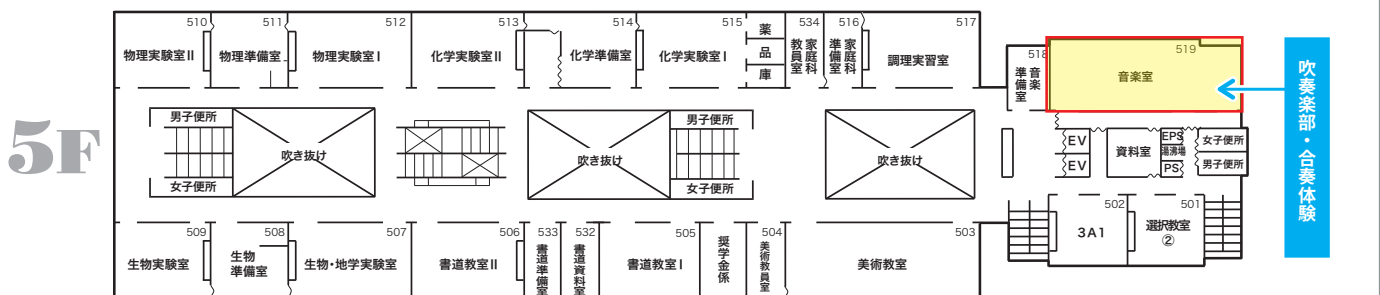 5F
510
511
512
513
514
515
534
516
517
518
519
物理実験室II
物理準備室
物理実験室I
化学実験室II
化学準備室
化学実験室I
薬品庫
家庭科教員室
家庭科準備室
調理実習室
音楽準備室
音楽室
吹奏楽部・合奏体験
男子便所
女子便所
吹き抜け
吹き抜け
男子便所
女子便所
吹き抜け
EV
EV
資料室
EPS
湯沸場
PS
女子便所
男子便所
509
508
507
506
533
532
505
504
503
502
501
生物実験室
生物
準備室
生物・地学実験室
書道教室II
書道準備室
書道資料室
書道教室I
奨学金係
美術教員室
美術教室
3A1
選択教室
②